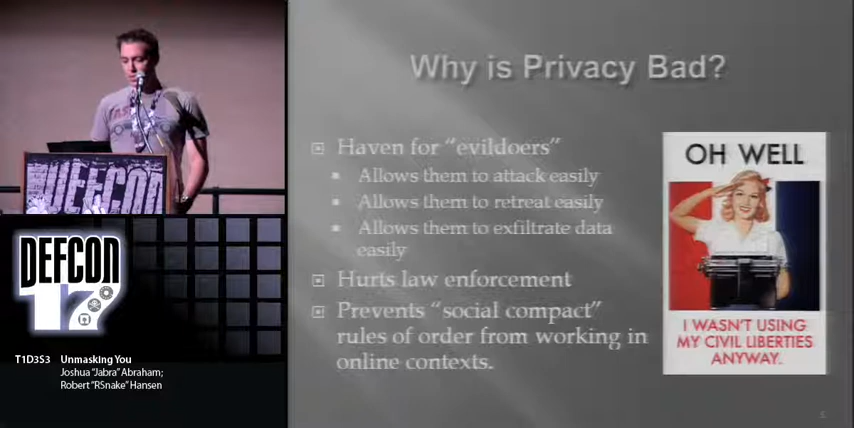 Why is Privacy Bad?
Haven for “evildoers”
Allows them to attack easily
Allows them to retreat easily
Allows them to exfiltrate data
easily
Hurts law enforcement
Prevents “social compact”
rules of order from working in
online contexts.
OH WELL
I WASN'T USING
MY CIVIL LIBERTIES
ANYWAY.
DEFCON
DEFCON
17
T1D3S3 Unmasking You
Joshua “Jabra” Abraham;
Robert “RSnake” Hansen